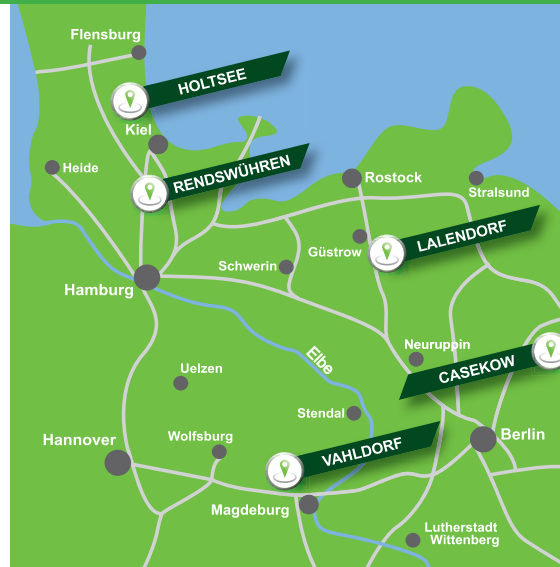 Flensburg
HOLTSEE
Kiel
Heide
RENDSWÜHREN
Rostock
Stralsund
LALENDORF
Güstrow
Schwerin
Hamburg
Elbe
Neuruppin
CASEKOW
Uelzen
Stendal
Hannover
Wolfsburg
Berlin
VAHLDORF
Magdeburg
Lutherstadt
Wittenberg